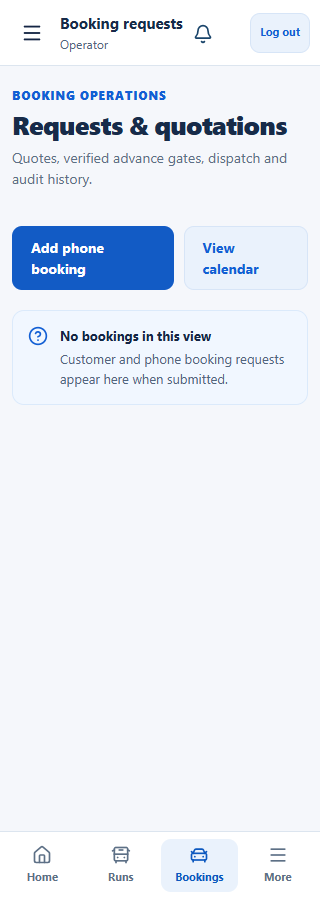 Booking requests
Operator
Log out
BOOKING OPERATIONS
Requests & quotations
Quotes, verified advance gates, dispatch and
audit history.
Add phone
booking
View
calendar
No bookings in this view
Customer and phone booking requests
appear here when submitted.
Home
Runs
Bookings
More